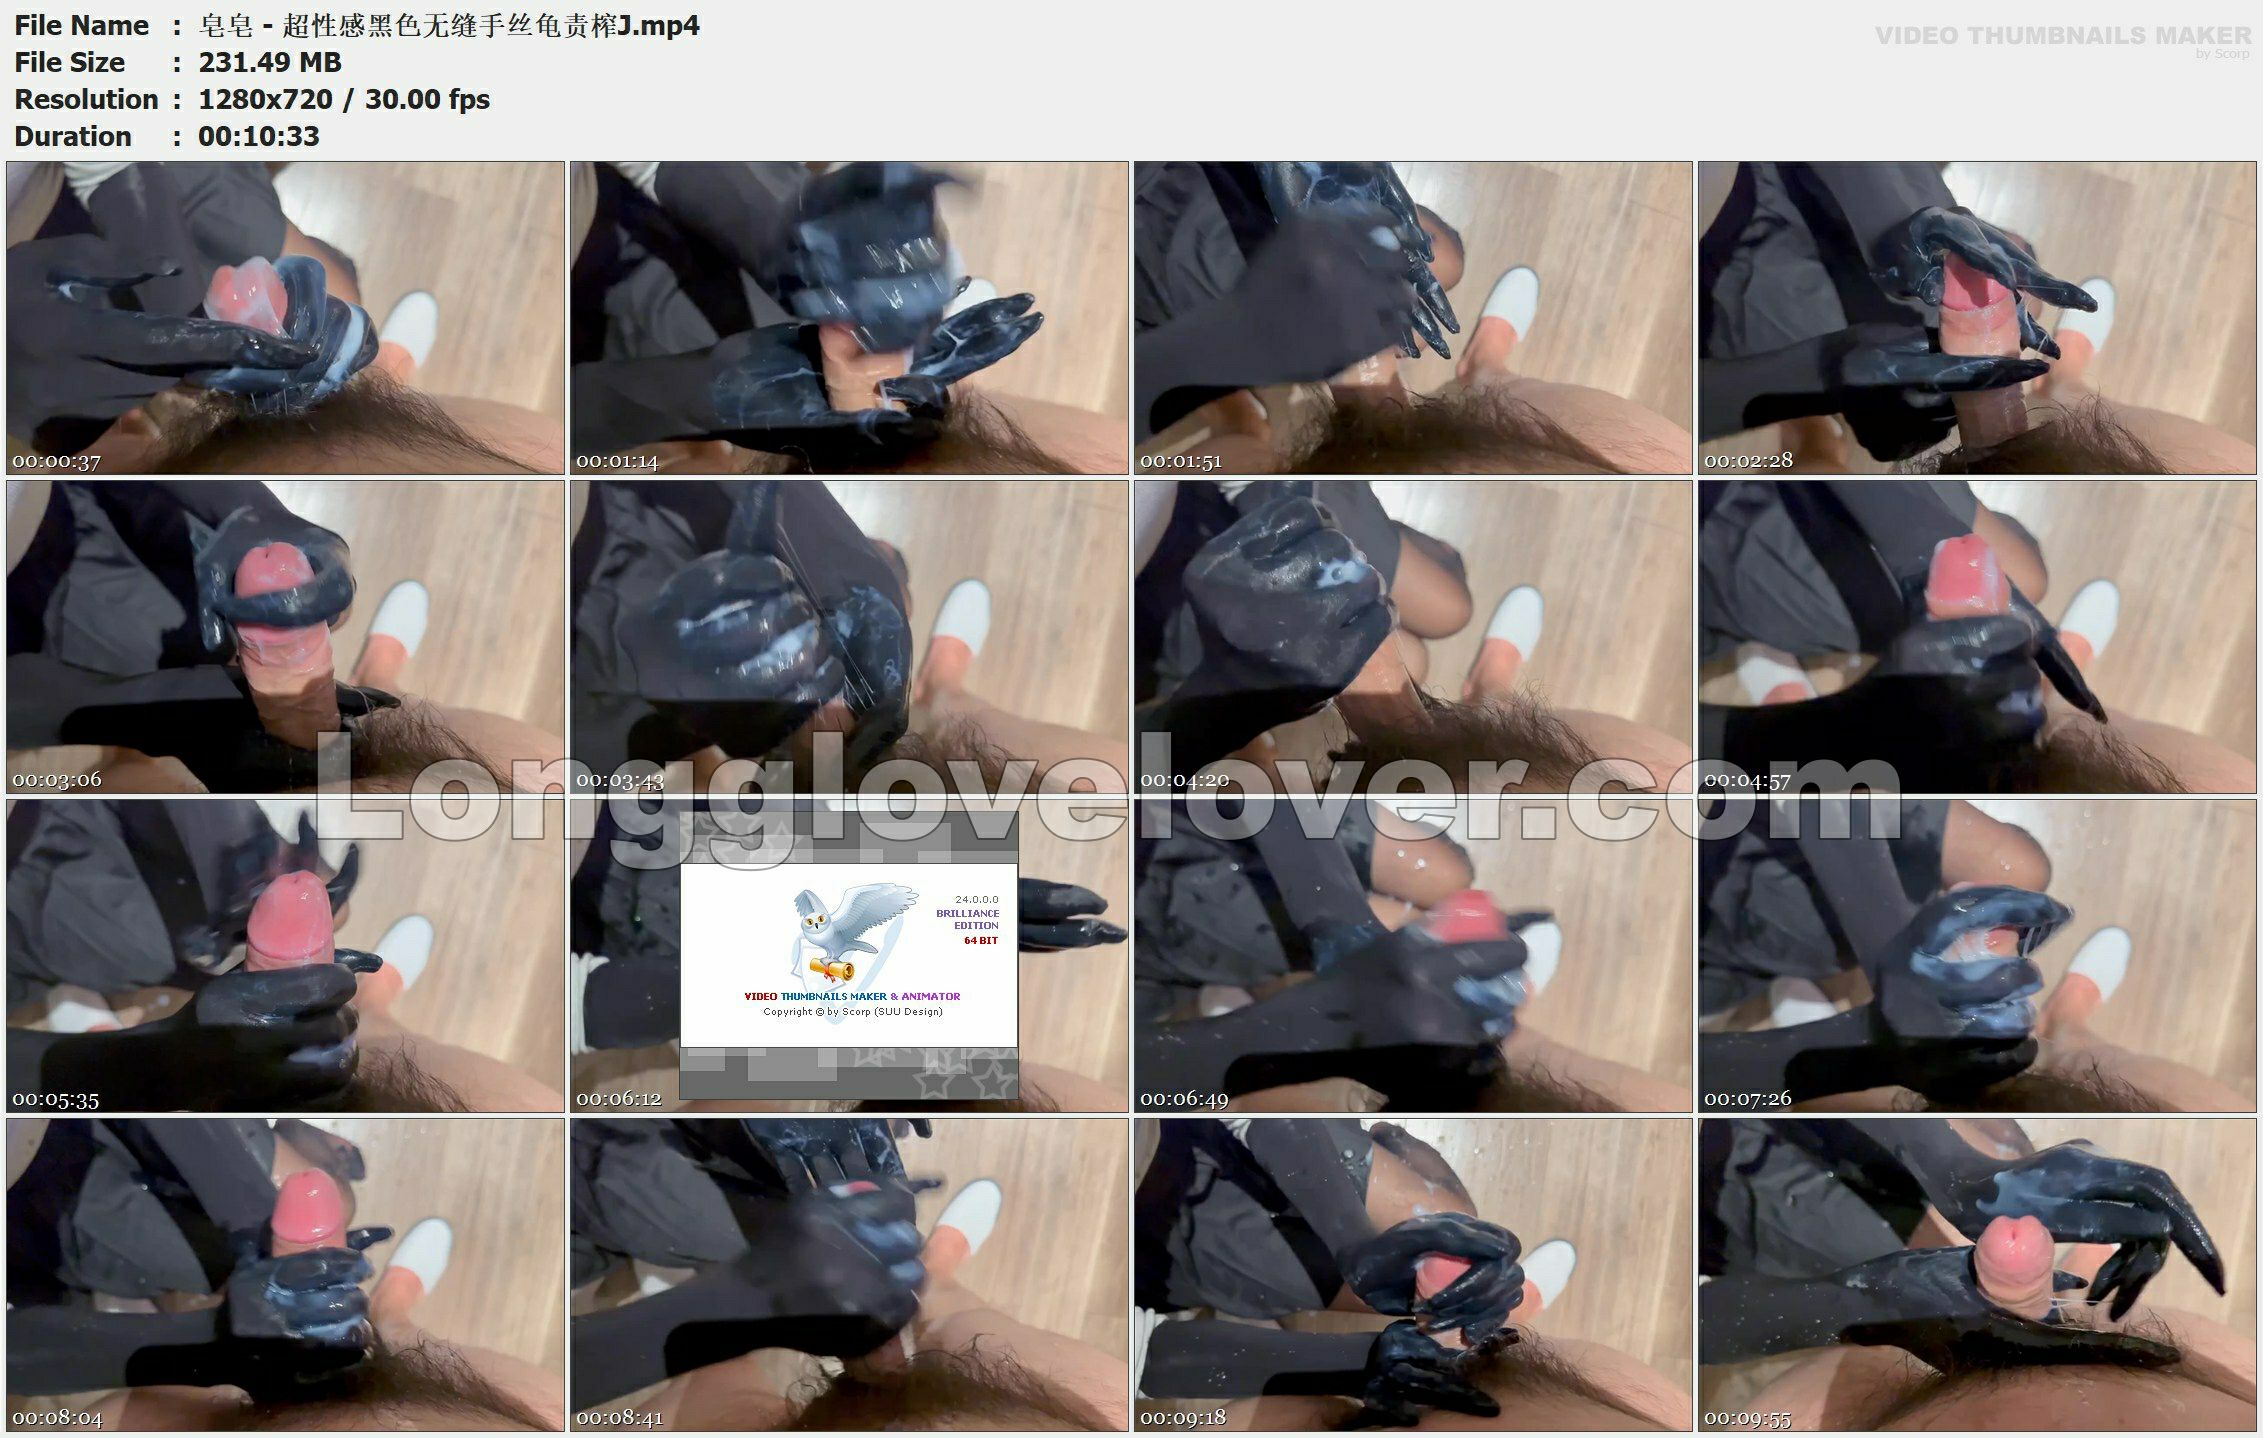 File Name : 皂皂 - 超性感黑色无缝手丝龟责榨J.mp4
File Size : 231.49 MB
Resolution : 1280x720 / 30.00 fps
Duration : 00:10:33
VIDEO THUMBNAILS MAKER
by Scorp
00:00:37
00:01:14
00:01:51
00:02:28
00:03:06
00:03:43
00:04:20
00:04:57
Longglovelover.com
24.0.0.0
BRILLIANCE
EDITION
64 BIT
VIDEO THUMBNAILS MAKER & ANIMATOR
Copyright © by Scorp (SUU Design)
00:05:35
00:06:12
00:06:49
00:07:26
00:08:04
00:08:41
00:09:18
00:09:55